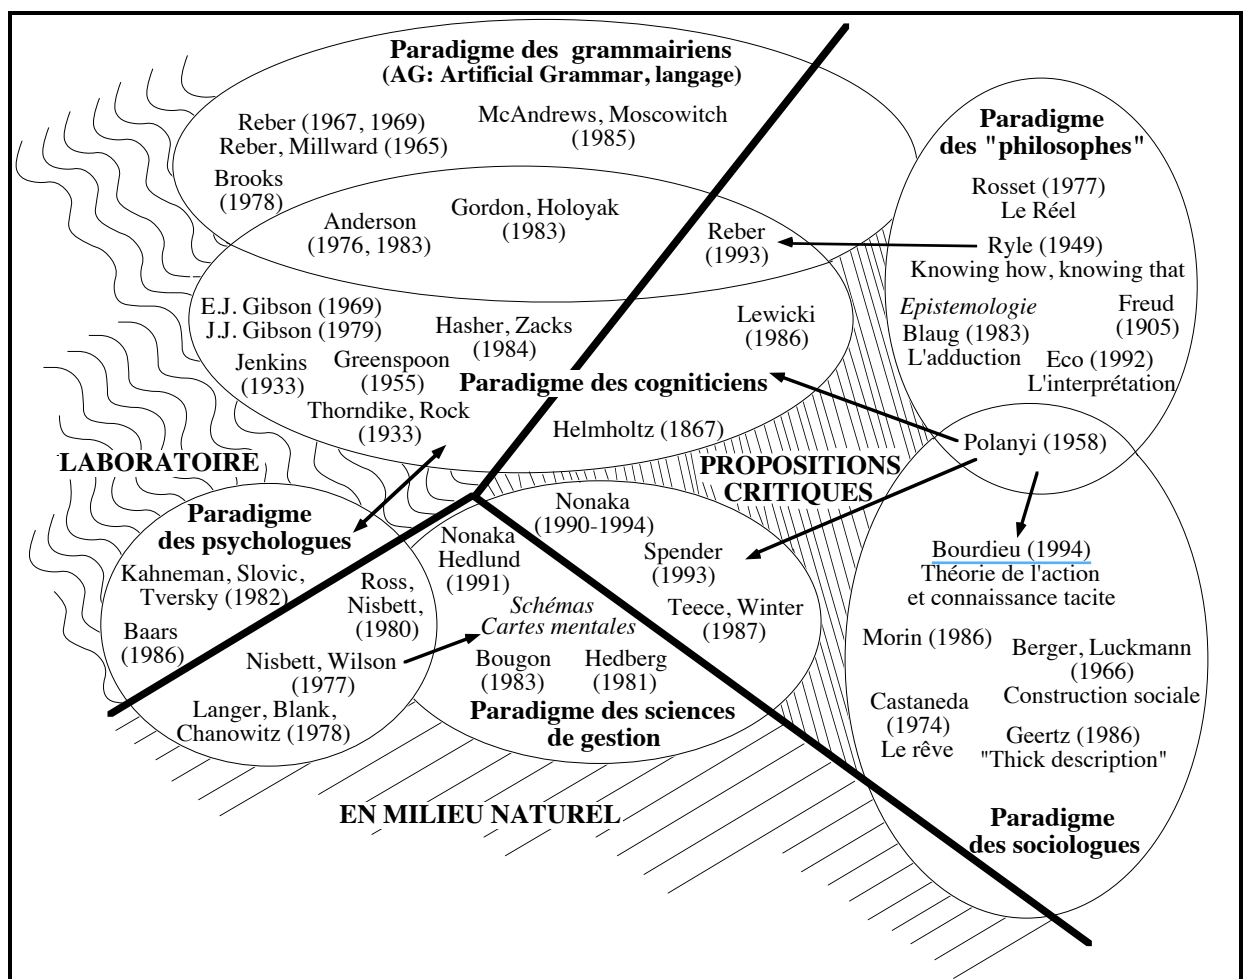 Paradigme des grammairiens
(AG: Artificial Grammar, langage)
Reber (1967, 1969)
Reber, Millward (1965)
McAndrews, Moscowitch
(1985)
Brooks
(1978)
Anderson
(1976, 1983)
Gordon, Holoyak
(1983)
Reber
(1993)
Paradigme
des "philosophes"
Rosset (1977)
Le Réel
Ryle (1949)
Knowing how, knowing that
Epistemologie
Blaug (1983)
L'adduction
Freud
(1905)
Eco (1992)
L'interprétation
E.J. Gibson (1969)
J.J. Gibson (1979)
Hasher, Zacks
(1984)
Lewicki
(1986)
Jenkins
(1933)
Greenspoon
(1955)
Paradigme des cogniticiens
Thorndike, Rock
(1933)
Helmholtz (1867)
Polanyi (1958)
LABORATOIRE
PROPOSITIONS
CRITIQUES
Paradigme
des psychologues
Kahneman, Slovic,
Tversky (1982)
Baars
(1986)
Ross,
Nisbett,
(1980)
Nisbett, Wilson
(1977)
Langer, Blank,
Chanowitz (1978)
Nonaka
(1990-1994)
Nonaka
Hedlund
(1991)
Spender
(1993)
Schémas
Cartes mentales
Teece, Winter
(1987)
Bougon
(1983)
Hedberg
(1981)
Paradigme des sciences
de gestion
Bourdieu (1994)
Théorie de l'action
et connaissance tacite
Morin (1986)
Berger, Luckmann
(1966)
Construction sociale
Castaneda
(1974)
Le rêve
Geertz (1986)
"Thick description"
Paradigme
des sociologues
EN MILIEU NATUREL